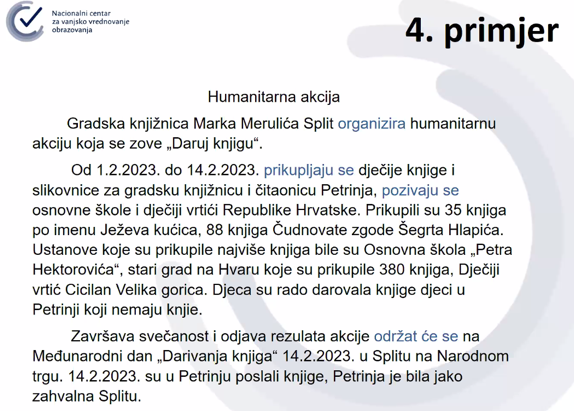 Nacionalni centar
za vanjsko vrednovanje
obrazovanja
4. primjer
Humanitarna akcija
Gradska knjižnica Marka Merulića Split organizira humanitarnu
akciju koja se zove „Daruj knjigu“.
Od 1.2.2023. do 14.2.2023. prikupljaju se dječije knjige i
slikovnice za gradsku knjižnicu i čitaonicu Petrinja, pozivaju se
osnovne škole i dječiji vrtići Republike Hrvatske. Prikupili su 35 knjiga
po imenu Ježeva kućica, 88 knjiga Čudnovate zgode Šegrta Hlapića.
Ustanove koje su prikupile najviše knjiga bile su Osnovna škola „Petra
Hektorovića“, stari grad na Hvaru koje su prikupile 380 knjiga, Dječiji
vrtić Cicilan Velika gorica. Djeca su rado darovala knjige djeci u
Petrinji koji nemaju knjie.
Završava svečanost i odjava rezulata akcije održat će se na
Međunarodni dan „Darivanja knjiga“ 14.2.2023. u Splitu na Narodnom
trgu. 14.2.2023. su u Petrinju poslali knjige, Petrinja je bila jako
zahvalna Splitu.